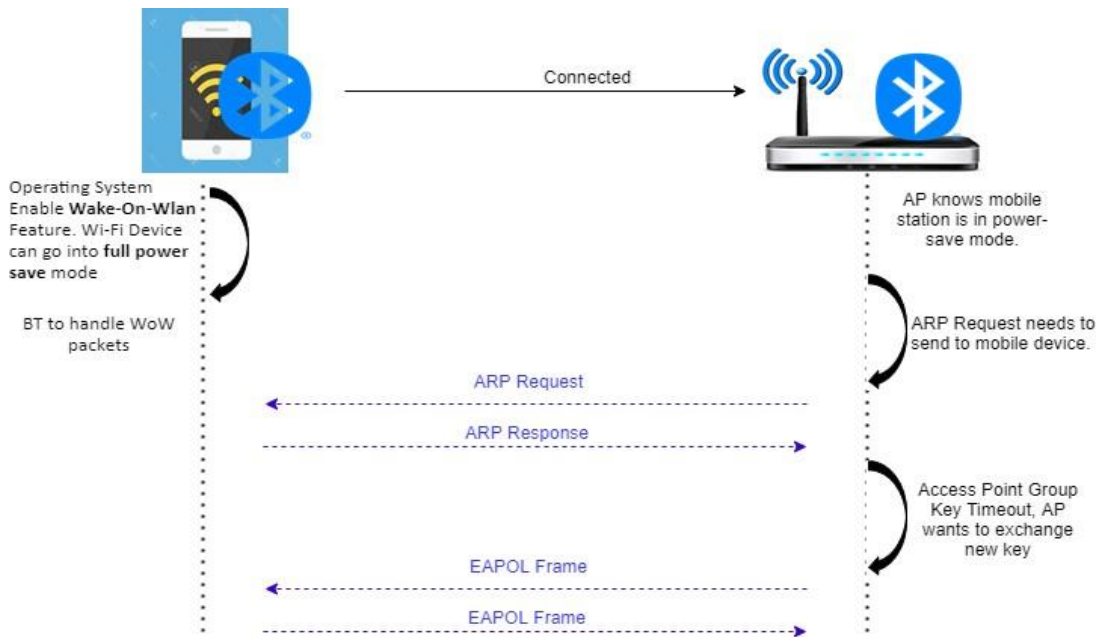 Connected
Operating System
Enable Wake-On-Wlan
Feature. Wi-Fi Device
can go into full power
save mode
AP knows mobile
station is in power-
save mode.
BT to handle WoW
packets
ARP Request needs to
send to mobile device.
ARP Request
ARP Response
Access Point Group
Key Timeout, AP
wants to exchange
new key
EAPOL Frame
EAPOL Frame